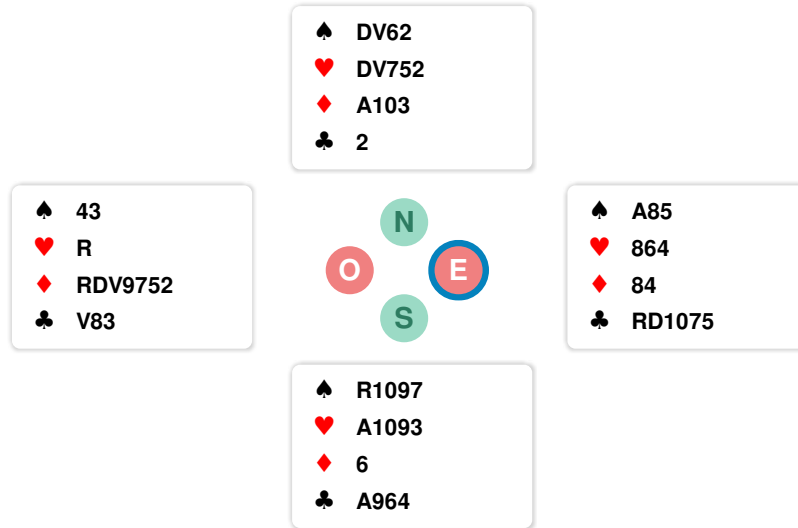 ♠ DV62
♥ DV752
♦ A103
♣ 2
♠ 43
♥ R
♦ RDV9752
♣ V83
N
O
E
S
♠ A85
♥ 864
♦ 84
♣ RD1075
♠ R1097
♥ A1093
♦ 6
♣ A964